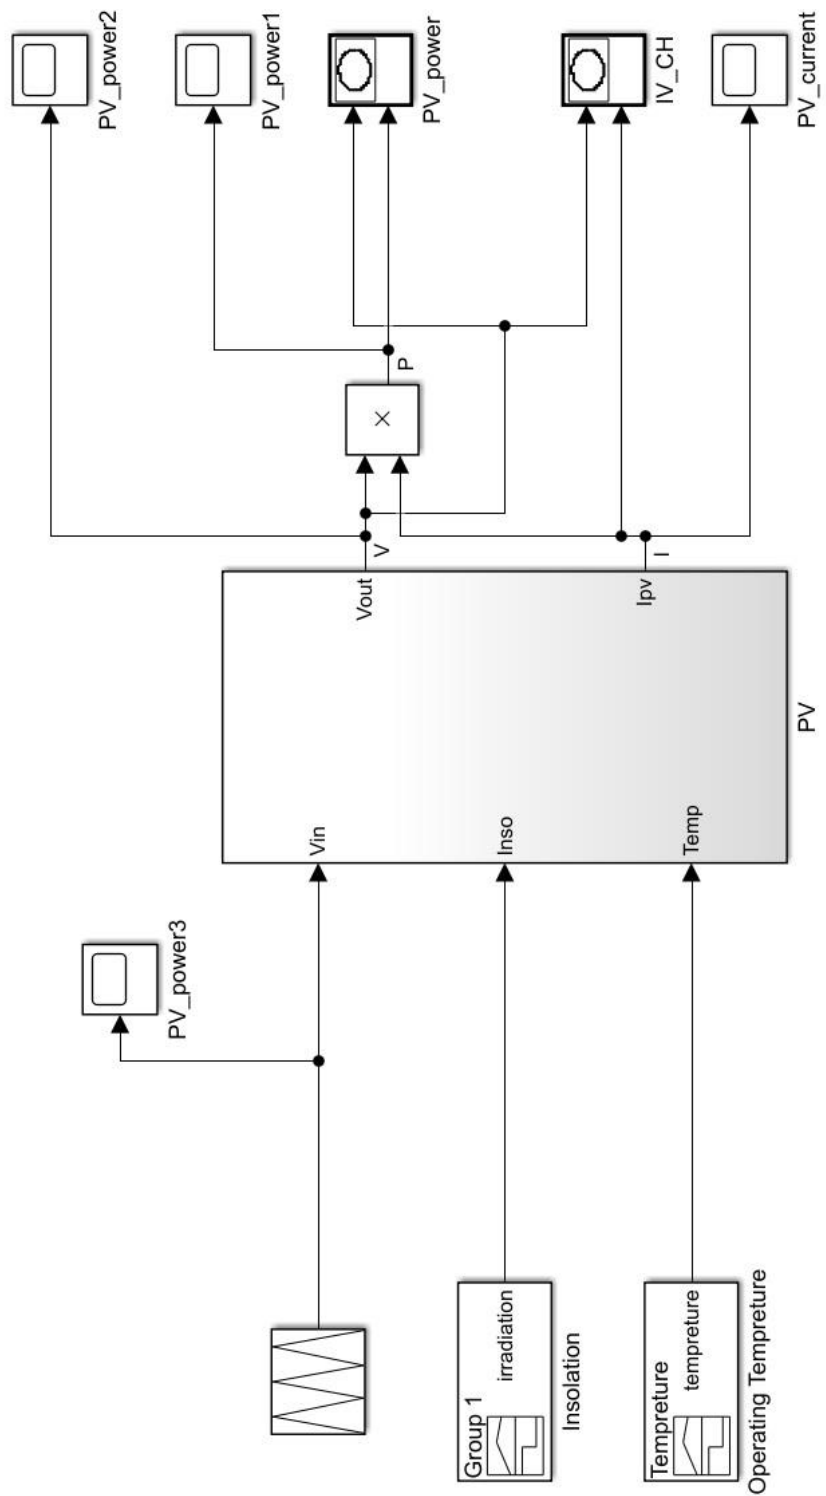 PV_power2
PV_power1
PV_power
IV_CH
PV_current
P
V
I
Vout
Ipv
PV
Vin
Inso
Temp
PV_power3
Group 1
irradiation
Insolation
Tempreture
tempreture
Operating Tempreture